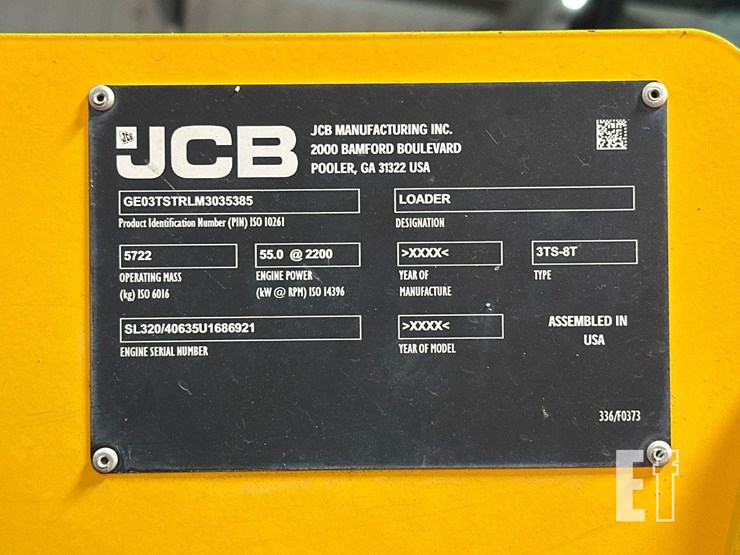 JCB
JCB MANUFACTURING INC.
2000 BAMFORD BOULEVARD
POOLER, GA 31322 USA
GE03TSTRLM3035385
Product Identification Number (PIN) ISO 10261
LOADER
DESIGNATION
5722
OPERATING MASS
(kg) ISO 6016
55.0 @ 2200
ENGINE POWER
(kW @ RPM) ISO 14396
>XXXX<
YEAR OF
MANUFACTURE
3TS-8T
TYPE
SL320/40635U1686921
ENGINE SERIAL NUMBER
>XXXX<
YEAR OF MODEL
ASSEMBLED IN
USA
336/F0373
Ef